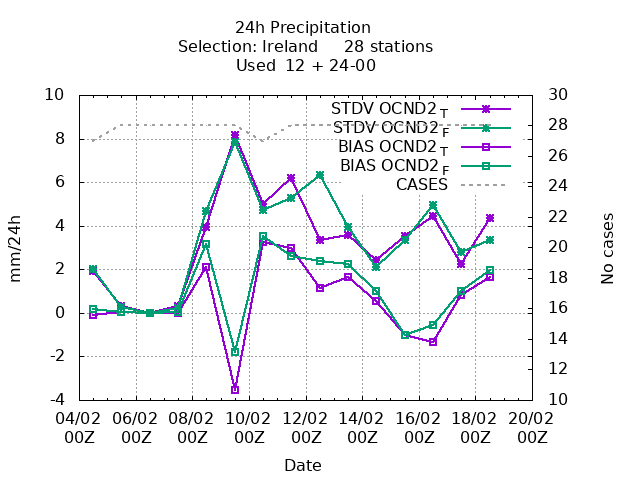 24h Precipitation
Selection: Ireland 28 stations
Used 12 + 24-00
10 30
STDV OCND2 T
8 28
STDV OCND2 F
26
BIAS OCND2 T
BIAS OCND2 F
6 24
CASES
22
4
20
2 18
0 16
14
-2
12
-4 10
mm/24h
No cases
04/02 06/02 08/02 10/02 12/02 14/02 16/02 18/02 20/02
00Z 00Z 00Z 00Z 00Z 00Z 00Z 00Z 00Z
Date